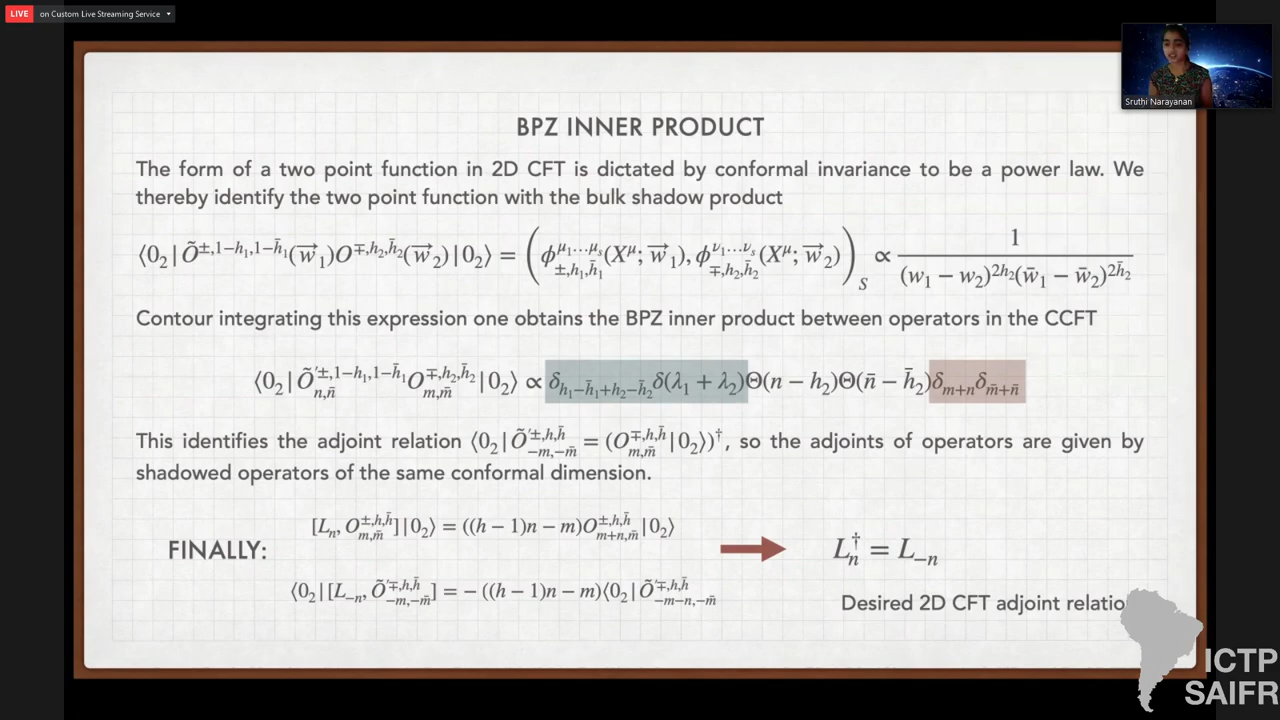 LIVE on Custom Live Streaming Service
Sruthi Narayanan
BPZ INNER PRODUCT
The form of a two point function in 2D CFT is dictated by conformal invariance to be a power law. We
thereby identify the two point function with the bulk shadow product
⟨0₂| Õ^{±,1−h₁,1−h̄₁}(w⃗₁)O^{∓,h₂,h̄₂}(w⃗₂)|0₂⟩ = (ϕ^{μ₁…μₛ}_{±,h₁,h̄₁}(X^μ; w⃗₁), ϕ^{ν₁…νₛ}_{∓,h₂,h̄₂}(X^μ; w⃗₂))_S ∝ 1/((w₁ − w₂)^{2h₂}(w̄₁ − w̄₂)^{2h̄₂})
Contour integrating this expression one obtains the BPZ inner product between operators in the CCFT
⟨0₂| Õ′^{±,1−h₁,1−h̄₁}_{n,n̄} O^{∓,h₂,h̄₂}_{m,m̄} |0₂⟩ ∝ δ_{h₁−h̄₁+h₂−h̄₂}δ(λ₁ + λ₂)Θ(n − h₂)Θ(n̄ − h̄₂)δ_{m+n}δ_{m̄+n̄}
This identifies the adjoint relation ⟨0₂| Õ′^{±,h,h̄}_{−m,−m̄} = (O^{∓,h,h̄}_{m,m̄}|0₂⟩)†, so the adjoints of operators are given by
shadowed operators of the same conformal dimension.
[L_n, O^{±,h,h̄}_{m,m̄}]|0₂⟩ = ((h − 1)n − m)O^{±,h,h̄}_{m+n,m̄}|0₂⟩
FINALLY:
L_n^† = L_{−n}
⟨0₂|[L_{−n}, Õ′^{∓,h,h̄}_{−m,−m̄}] = − ((h − 1)n − m)⟨0₂| Õ′^{∓,h,h̄}_{−m−n,−m̄}
Desired 2D CFT adjoint relatio
ICTP
SAIFR